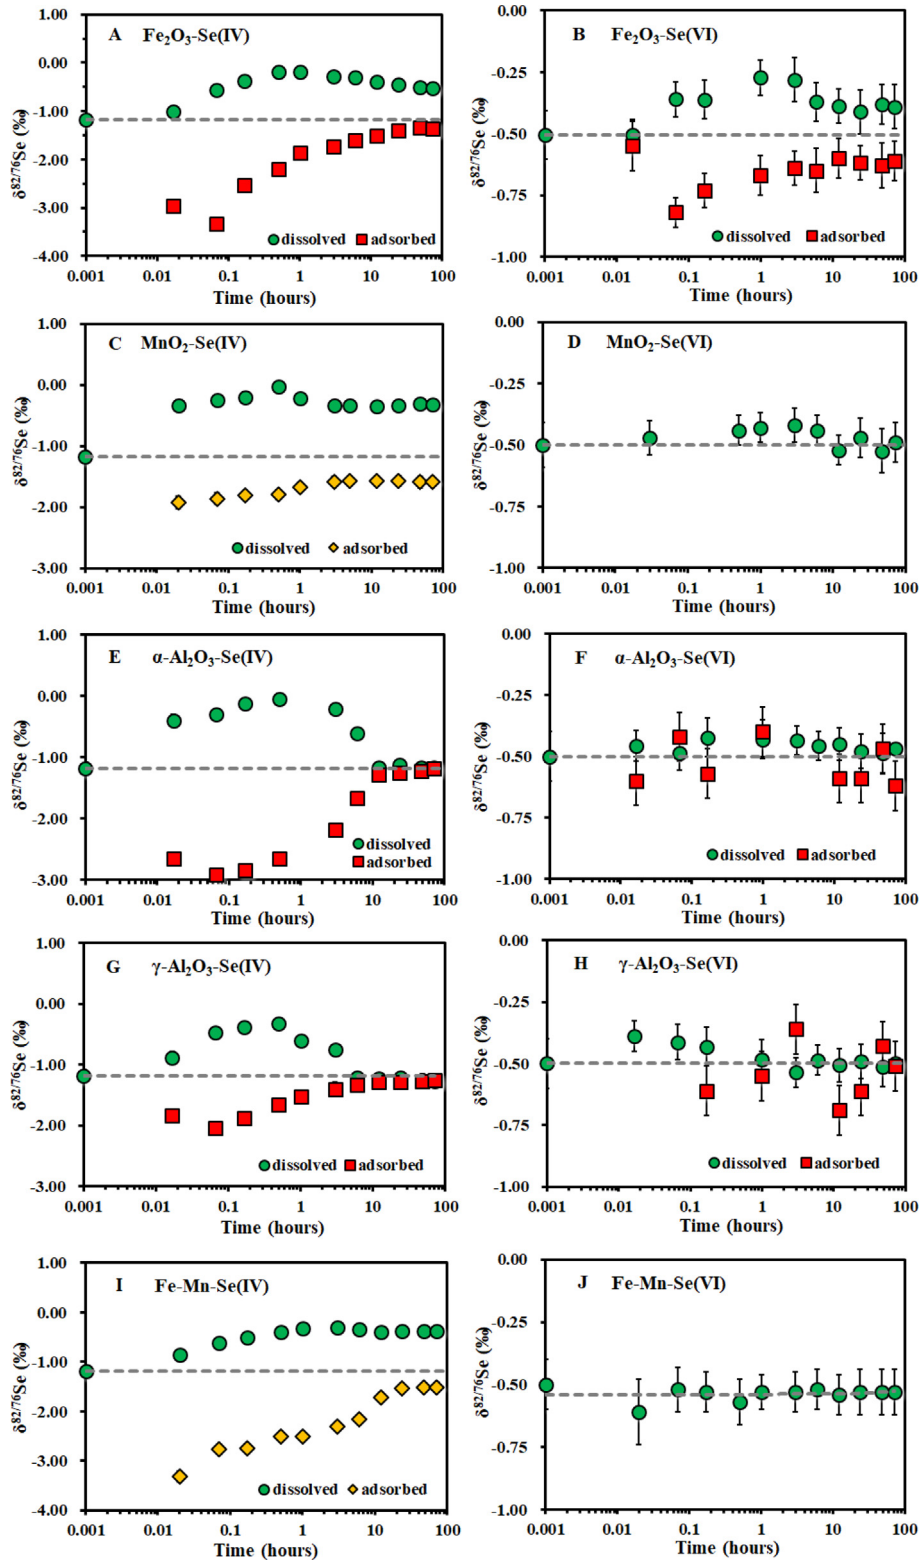 A Fe₂O₃-Se(IV)
1.00
0.00
-1.00
-2.00
-3.00
-4.00
δ⁸²/⁷⁶Se (‰)
dissolved adsorbed
0.001 0.01 0.1 1 10 100
Time (hours)
B Fe₂O₃-Se(VI)
0.00
-0.25
-0.50
-0.75
-1.00
δ⁸²/⁷⁶Se (‰)
dissolved adsorbed
0.001 0.01 0.1 1 10 100
Time (hours)
C MnO₂-Se(IV)
1.00
0.00
-1.00
-2.00
-3.00
δ⁸²/⁷⁶Se (‰)
dissolved adsorbed
0.001 0.01 0.1 1 10 100
Time (hours)
D MnO₂-Se(VI)
0.00
-0.25
-0.50
-0.75
-1.00
δ⁸²/⁷⁶Se (‰)
0.001 0.01 0.1 1 10 100
Time (hours)
E α-Al₂O₃-Se(IV)
1.00
0.00
-1.00
-2.00
-3.00
δ⁸²/⁷⁶Se (‰)
dissolved
adsorbed
0.001 0.01 0.1 1 10 100
Time (hours)
F α-Al₂O₃-Se(VI)
0.00
-0.25
-0.50
-0.75
-1.00
δ⁸²/⁷⁶Se (‰)
dissolved adsorbed
0.001 0.01 0.1 1 10 100
Time (hours)
G γ-Al₂O₃-Se(IV)
1.00
0.00
-1.00
-2.00
-3.00
δ⁸²/⁷⁶Se (‰)
dissolved adsorbed
0.001 0.01 0.1 1 10 100
Time (hours)
H γ-Al₂O₃-Se(VI)
0.00
-0.25
-0.50
-0.75
-1.00
δ⁸²/⁷⁶Se (‰)
dissolved adsorbed
0.001 0.01 0.1 1 10 100
Time (hours)
I Fe-Mn-Se(IV)
1.00
0.00
-1.00
-2.00
-3.00
-4.00
δ⁸²/⁷⁶Se (‰)
dissolved adsorbed
0.001 0.01 0.1 1 10 100
Time (hours)
J Fe-Mn-Se(VI)
0.00
-0.25
-0.50
-0.75
-1.00
δ⁸²/⁷⁶Se (‰)
0.001 0.01 0.1 1 10 100
Time (hours)